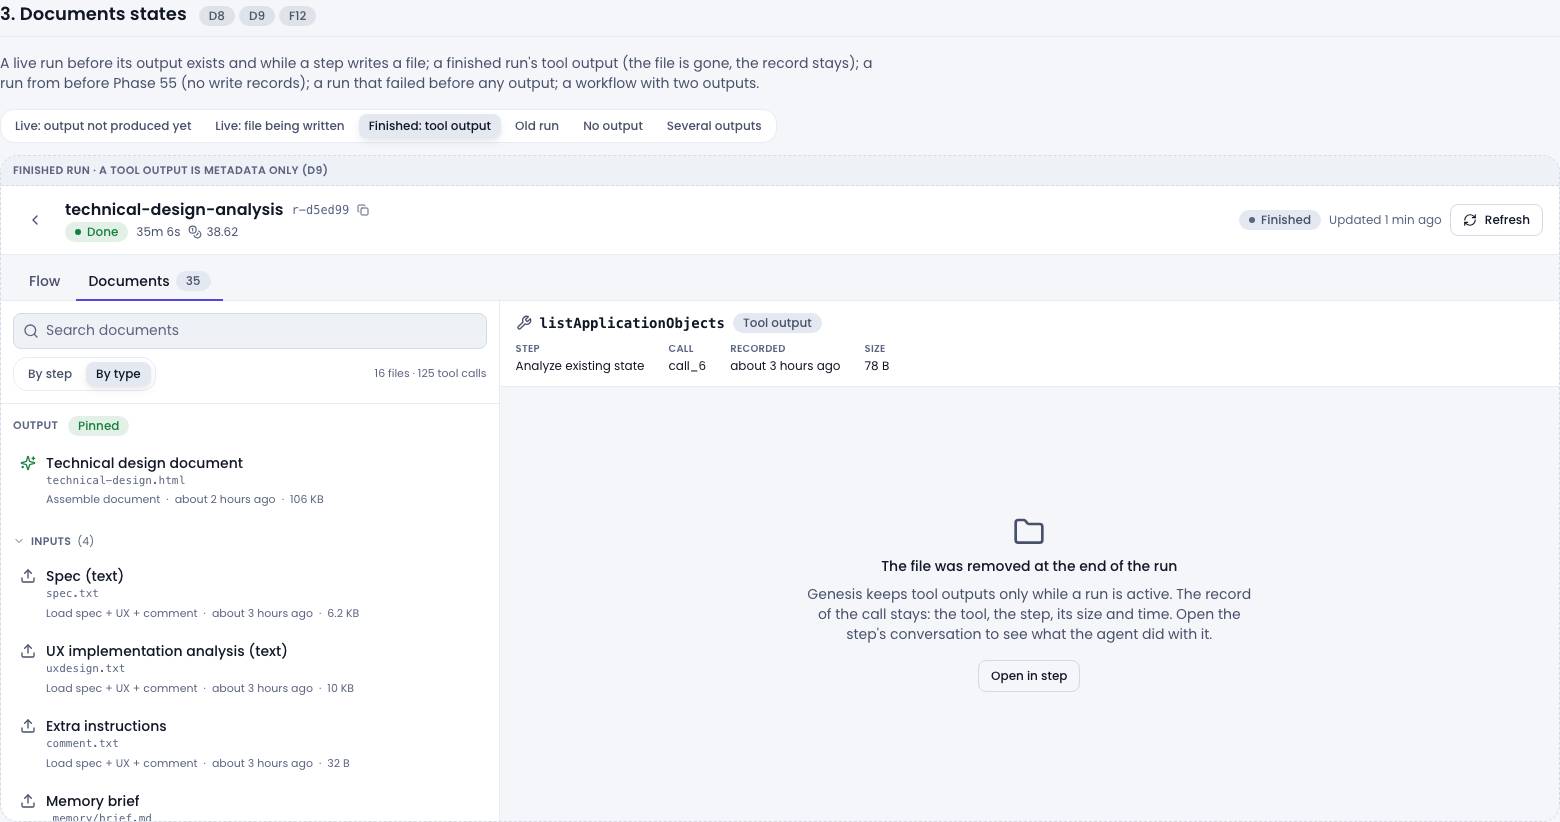 3. Documents states D8 D9 F12
A live run before its output exists and while a step writes a file; a finished run's tool output (the file is gone, the record stays); a
run from before Phase 55 (no write records); a run that failed before any output; a workflow with two outputs.
Live: output not produced yet Live: file being written Finished: tool output Old run No output Several outputs
FINISHED RUN · A TOOL OUTPUT IS METADATA ONLY (D9)
technical-design-analysis r-d5ed99
Done 35m 6s 38.62
Finished Updated 1 min ago Refresh
Flow Documents 35
Search documents
By step By type 16 files · 125 tool calls
OUTPUT Pinned
Technical design document
technical-design.html
Assemble document · about 2 hours ago · 106 KB
INPUTS (4)
Spec (text)
spec.txt
Load spec + UX + comment · about 3 hours ago · 6.2 KB
UX implementation analysis (text)
uxdesign.txt
Load spec + UX + comment · about 3 hours ago · 10 KB
Extra instructions
comment.txt
Load spec + UX + comment · about 3 hours ago · 32 B
Memory brief
_memory/brief.md
listApplicationObjects Tool output
STEP CALL RECORDED SIZE
Analyze existing state call_6 about 3 hours ago 78 B
The file was removed at the end of the run
Genesis keeps tool outputs only while a run is active. The record
of the call stays: the tool, the step, its size and time. Open the
step's conversation to see what the agent did with it.
Open in step